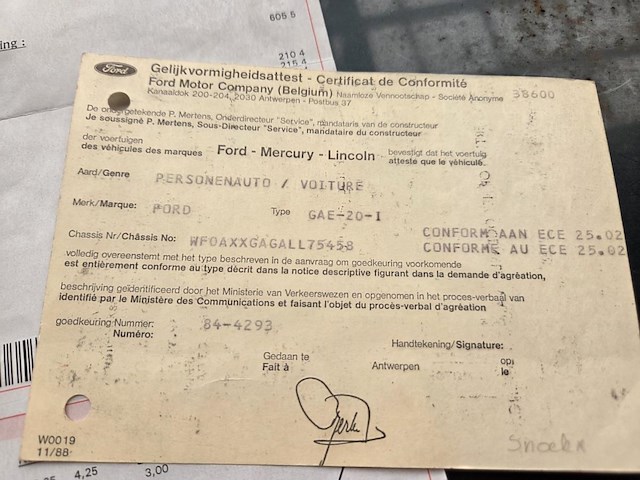 605 5
ing :
210 4
215 4
Ford
Gelijkvormigheidsattest - Certificat de Conformité
Ford Motor Company (Belgium) Naamloze Vennootschap - Société Anonyme 38600
Kanaaldok 200-204, 2030 Antwerpen - Postbus 37
De ondergetekende P. Mertens, Onderdirecteur "Service", mandataris van de constructeur
Je soussigné P. Mertens, Sous-Directeur "Service", mandataire du constructeur
der voertuigen Ford - Mercury - Lincoln bevestigt dat het voertuig
des véhicules des marques atteste que le véhicule
Aard/Genre PERSONENAUTO / VOITURE
Merk/Marque: FORD Type GAE-20-I
Chassis Nr/Châssis No: WFOAXXGAGALL75458 CONFORM AAN ECE 25.02
CONFORME AU ECE 25.02
volledig overeenstemt met het type beschreven in de aanvraag om goedkeuring voorkomende
est entièrement conforme au type décrit dans la notice descriptive figurant dans la demande d'agréation,
beschrijving geïdentificeerd door het Ministerie van Verkeerswezen en opgenomen in het proces-verbaal van
identifié par le Ministère des Communications et faisant l'objet du procès-verbal d'agréation
goedkeuring Nummer: 84-4293
Numéro:
Handtekening/Signature:
Gedaan te Antwerpen op
Fait à le
W0019
11/88
Snoekx
4,25 3,00